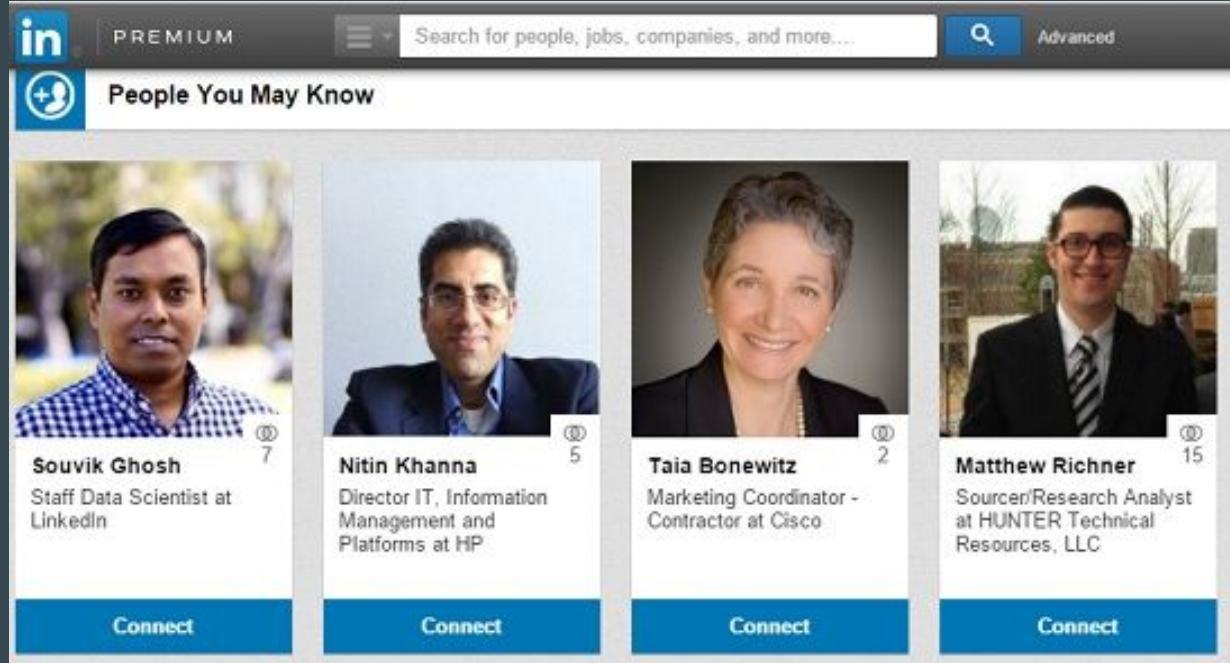 in PREMIUM Search for people, jobs, companies, and more.... Advanced
People You May Know
7
Souvik Ghosh
Staff Data Scientist at
LinkedIn
Connect
5
Nitin Khanna
Director IT, Information
Management and
Platforms at HP
Connect
2
Taia Bonewitz
Marketing Coordinator -
Contractor at Cisco
Connect
15
Matthew Richner
Sourcer/Research Analyst
at HUNTER Technical
Resources, LLC
Connect